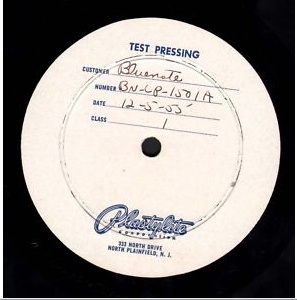 TEST PRESSING
CUSTOMER Bluenote
NUMBER BN-LP-1501A
DATE 12-5-55
CLASS 1
Plastylite
CORPORATION
333 NORTH DRIVE
NORTH PLAINFIELD, N. J.